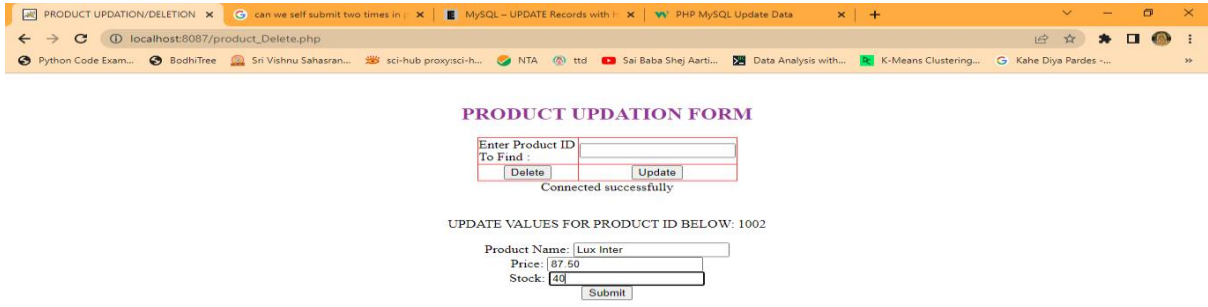 PRODUCT UPDATION/DELETION
can we self submit two times in p
MySQL – UPDATE Records with H
PHP MySQL Update Data
localhost:8087/product_Delete.php
Python Code Exam...
BodhiTree
Sri Vishnu Sahasran...
sci-hub proxy:sci-h...
NTA
ttd
Sai Baba Shej Aarti...
Data Analysis with...
K-Means Clustering...
Kahe Diya Pardes -...
PRODUCT UPDATION FORM
Enter Product ID
To Find :
Delete
Update
Connected successfully
UPDATE VALUES FOR PRODUCT ID BELOW: 1002
Product Name: Lux Inter
Price: 87.50
Stock: 40
Submit